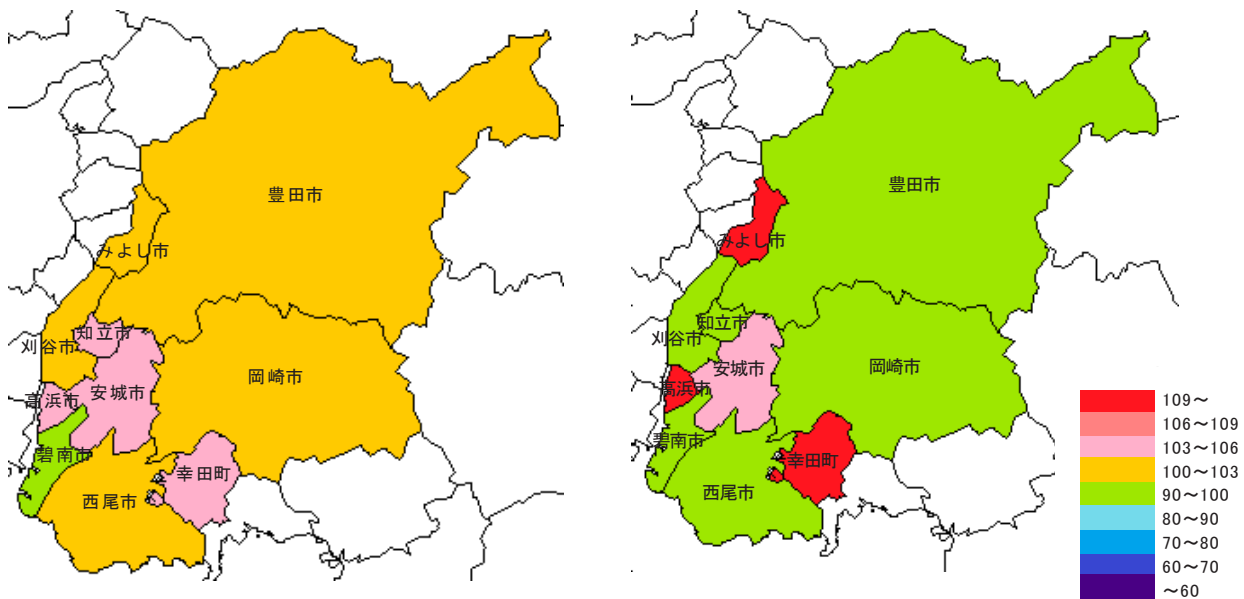 豊田市
みよし市
知立市
刈谷市
岡崎市
安城市
高浜市
碧南市
幸田町
西尾市
豊田市
みよし市
知立市
刈谷市
岡崎市
安城市
高浜市
碧南市
幸田町
西尾市
109～
106～109
103～106
100～103
90～100
80～90
70～80
60～70
～60